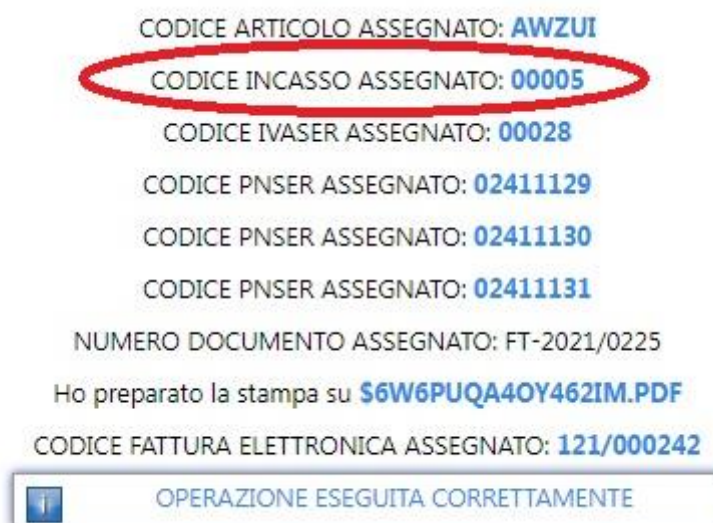 CODICE ARTICOLO ASSEGNATO: AWZUI
CODICE INCASSO ASSEGNATO: 00005
CODICE IVASER ASSEGNATO: 00028
CODICE PNSER ASSEGNATO: 02411129
CODICE PNSER ASSEGNATO: 02411130
CODICE PNSER ASSEGNATO: 02411131
NUMERO DOCUMENTO ASSEGNATO: FT-2021/0225
Ho preparato la stampa su $6W6PUQA4OY462IM.PDF
CODICE FATTURA ELETTRONICA ASSEGNATO: 121/000242
OPERAZIONE ESEGUITA CORRETTAMENTE